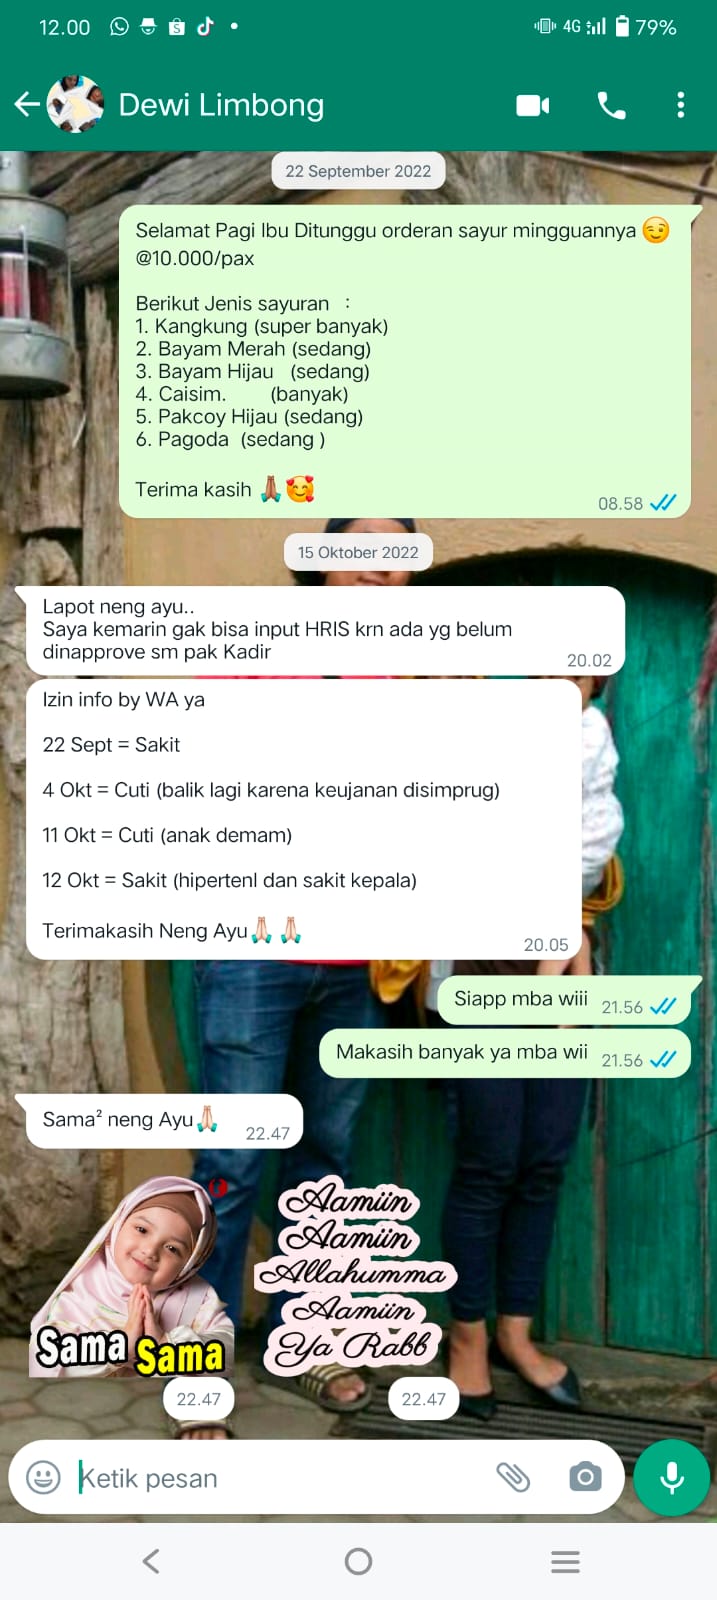 12.00
4G
79%
Dewi Limbong
22 September 2022
Selamat Pagi Ibu Ditunggu orderan sayur mingguannya 😉
@10.000/pax
Berikut Jenis sayuran :
1. Kangkung (super banyak)
2. Bayam Merah (sedang)
3. Bayam Hijau (sedang)
4. Caisim. (banyak)
5. Pakcoy Hijau (sedang)
6. Pagoda (sedang )
Terima kasih 🙏🏽🥰
08.58
15 Oktober 2022
Lapot neng ayu..
Saya kemarin gak bisa input HRIS krn ada yg belum
dinapprove sm pak Kadir
20.02
Izin info by WA ya
22 Sept = Sakit
4 Okt = Cuti (balik lagi karena keujanan disimprug)
11 Okt = Cuti (anak demam)
12 Okt = Sakit (hipertenI dan sakit kepala)
Terimakasih Neng Ayu🙏🏻 🙏🏻
20.05
Siapp mba wiii
21.56
Makasih banyak ya mba wii
21.56
Sama² neng Ayu🙏🏻
22.47
Sama Sama
22.47
Aamiin
Aamiin
Allahumma
Aamiin
Ya Rabb
22.47
Ketik pesan